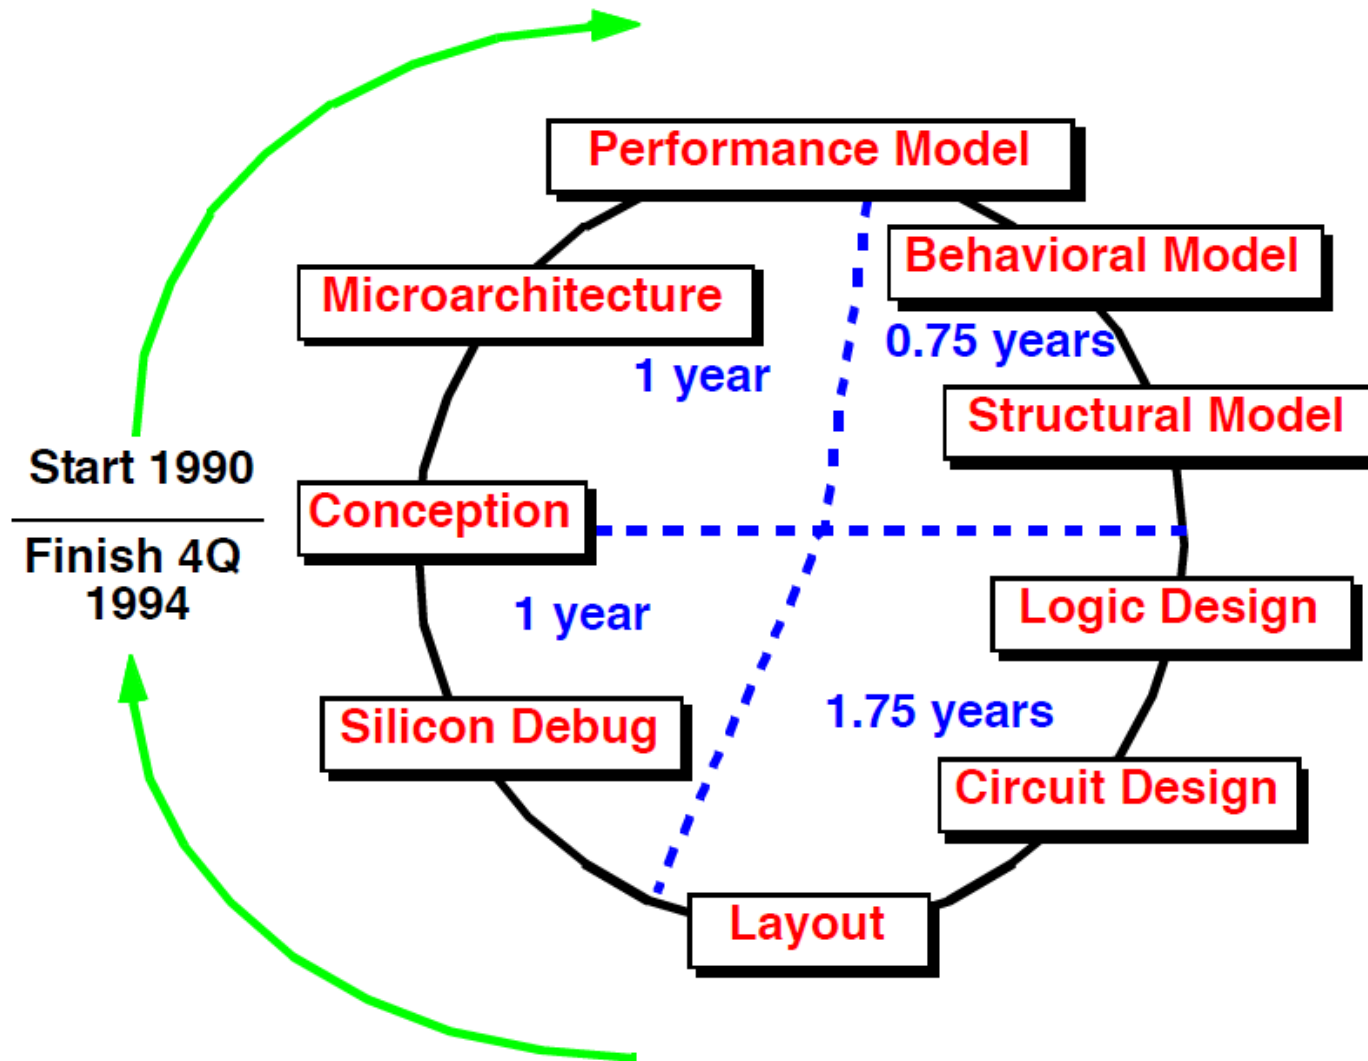 Performance Model
Behavioral Model
Microarchitecture
0.75 years
1 year
Structural Model
Start 1990
Conception
Finish 4Q
1994
Logic Design
1 year
Silicon Debug
1.75 years
Circuit Design
Layout